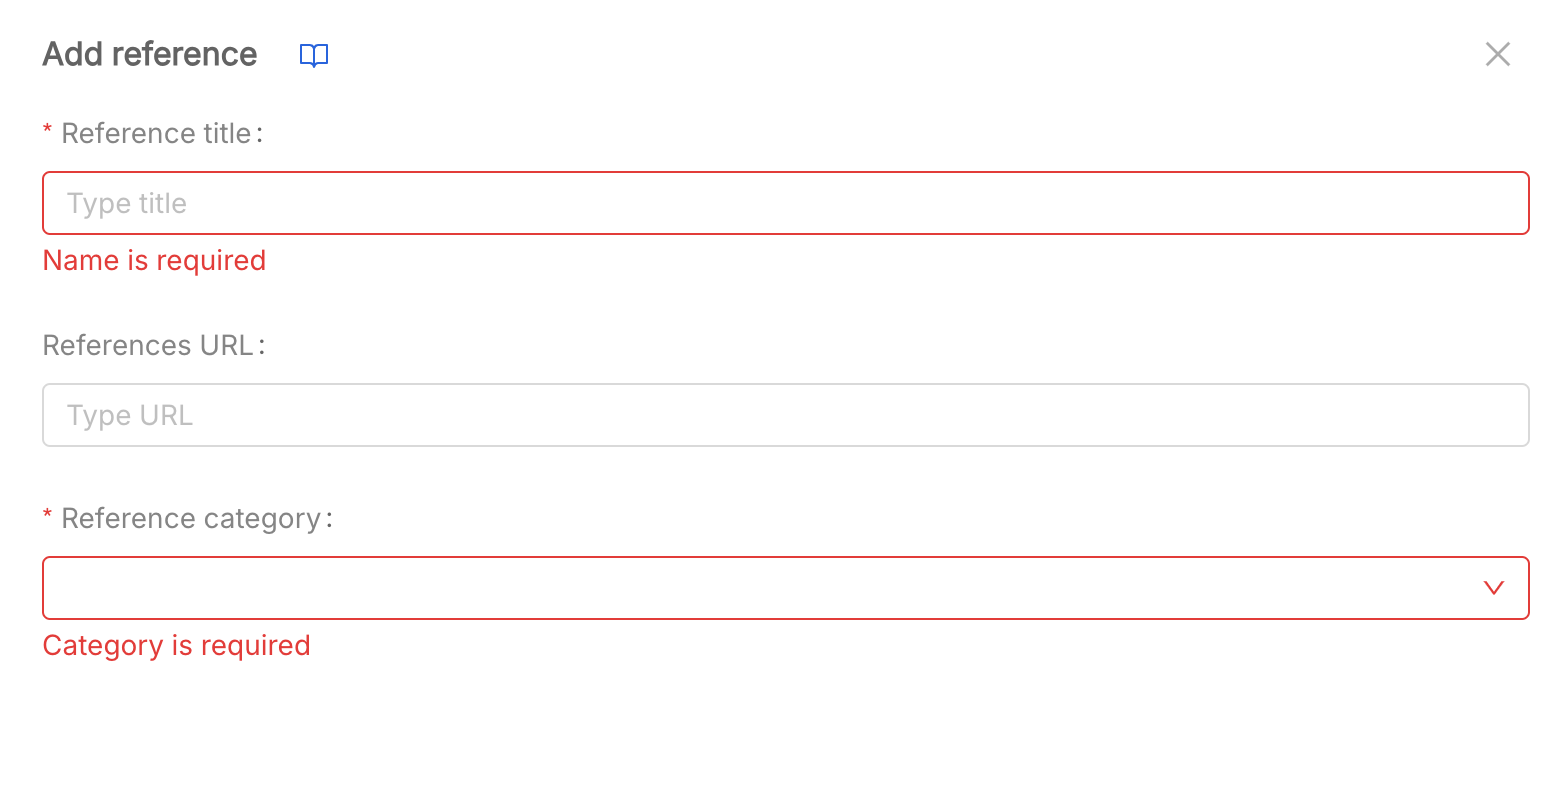 Add reference
* Reference title:
Type title
Name is required
References URL:
Type URL
* Reference category:
Category is required